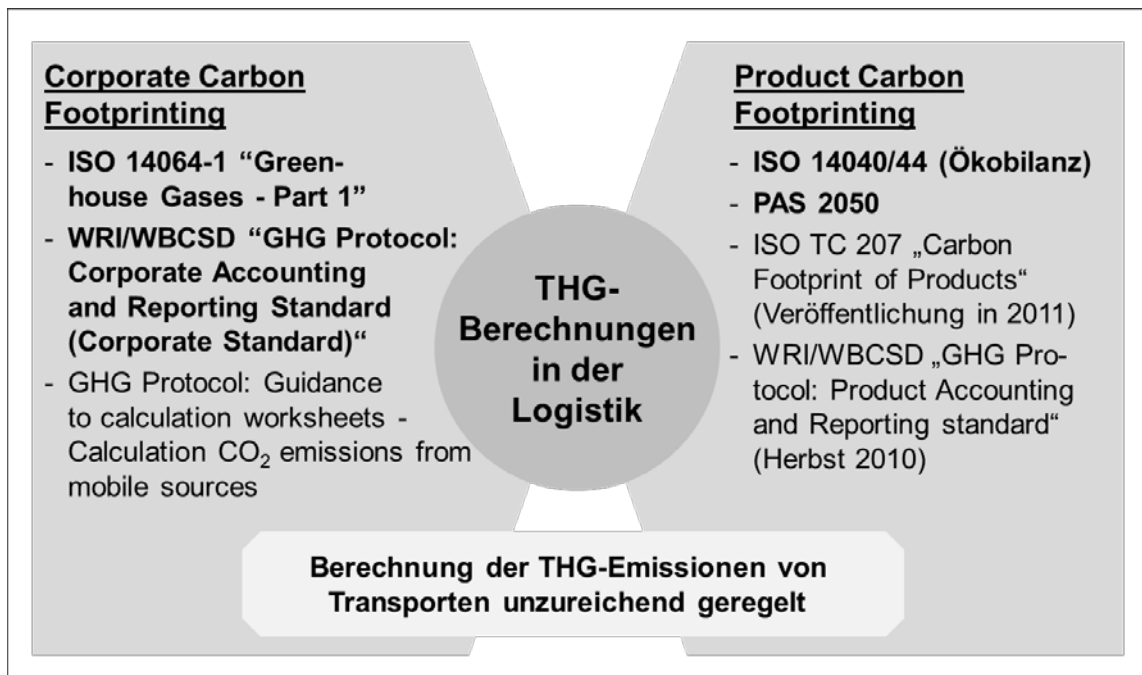 Corporate Carbon
Footprinting
- ISO 14064-1 “Green-
house Gases - Part 1”
- WRI/WBCSD “GHG Protocol:
Corporate Accounting
and Reporting Standard
(Corporate Standard)“
- GHG Protocol: Guidance
to calculation worksheets -
Calculation CO₂ emissions from
mobile sources
THG-
Berechnungen
in der
Logistik
Product Carbon
Footprinting
- ISO 14040/44 (Ökobilanz)
- PAS 2050
- ISO TC 207 „Carbon
Footprint of Products“
(Veröffentlichung in 2011)
- WRI/WBCSD „GHG Pro-
tocol: Product Accounting
and Reporting standard“
(Herbst 2010)
Berechnung der THG-Emissionen von
Transporten unzureichend geregelt